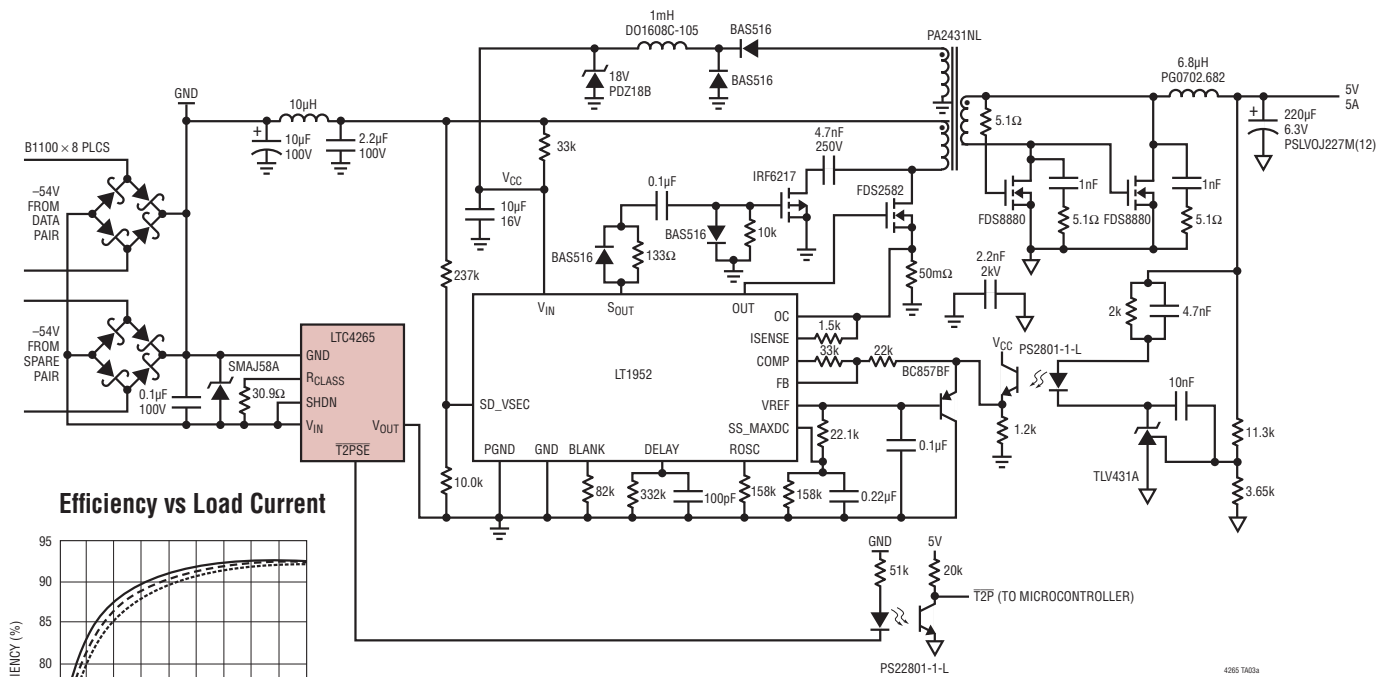 1mH
DO1608C-105
BAS516
PA2431NL
18V
PDZ18B
BAS516
6.8µH
PG0702.682
5V
5A
GND
10µH
+
10µF
100V
2.2µF
100V
33k
4.7nF
250V
5.1Ω
+
220µF
6.3V
PSLVOJ227M(12)
B1100 × 8 PLCS
–54V
FROM
DATA
PAIR
VCC
10µF
16V
0.1µF
IRF6217
FDS2582
BAS516
133Ω
BAS516
10k
FDS8880
1nF
5.1Ω
FDS8880
1nF
5.1Ω
237k
50mΩ
2.2nF
2kV
–54V
FROM
SPARE
PAIR
0.1µF
100V
SMAJ58A
30.9Ω
LTC4265
GND
RCLASS
SHDN
VIN
VOUT
T2PSE
VIN
SOUT
OUT
LT1952
SD_VSEC
OC
ISENSE
COMP
FB
VREF
SS_MAXDC
PGND
GND
BLANK
DELAY
ROSC
1.5k
33k
22k
BC857BF
VCC
PS2801-1-L
2k
4.7nF
10nF
1.2k
TLV431A
11.3k
3.65k
22.1k
0.1µF
10.0k
82k
332k
100pF
158k
158k
0.22µF
GND
51k
5V
20k
T2P (TO MICROCONTROLLER)
PS22801-1-L
4265 TA03a
Efficiency vs Load Current
95
90
85
80
IENCY (%)